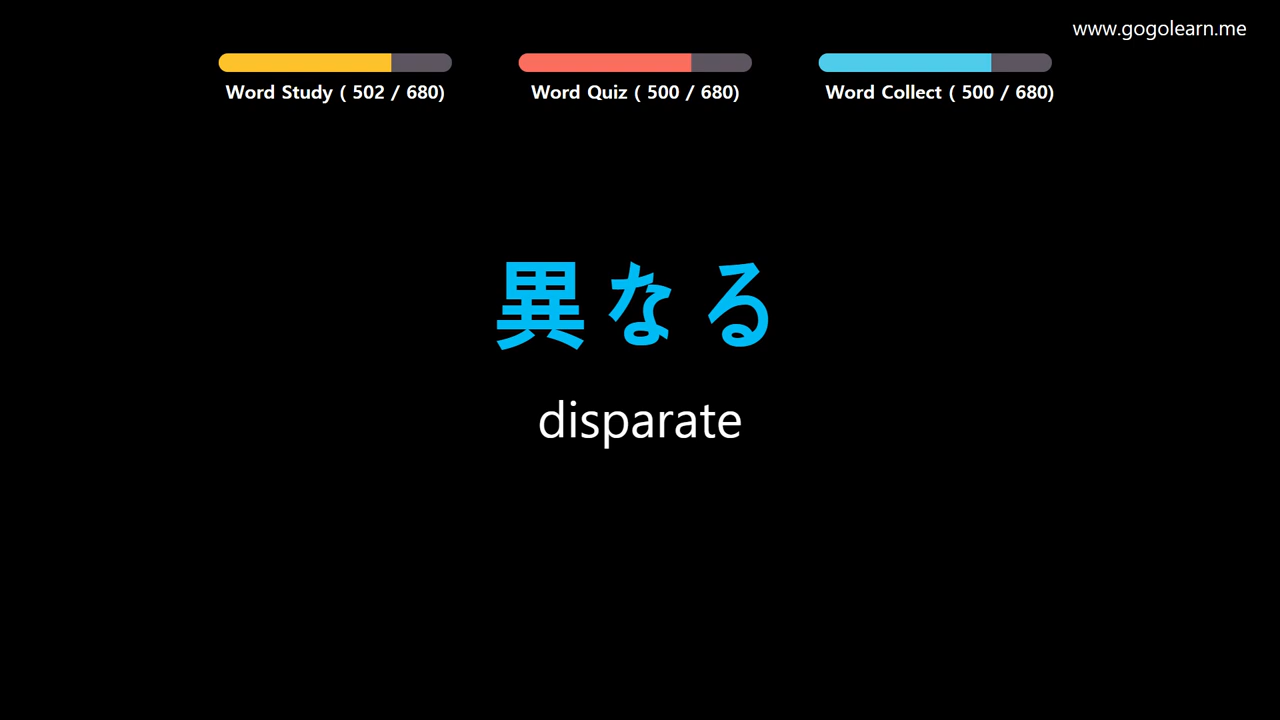 www.gogolearn.me
Word Study ( 502 / 680)
Word Quiz ( 500 / 680)
Word Collect ( 500 / 680)
異なる
disparate